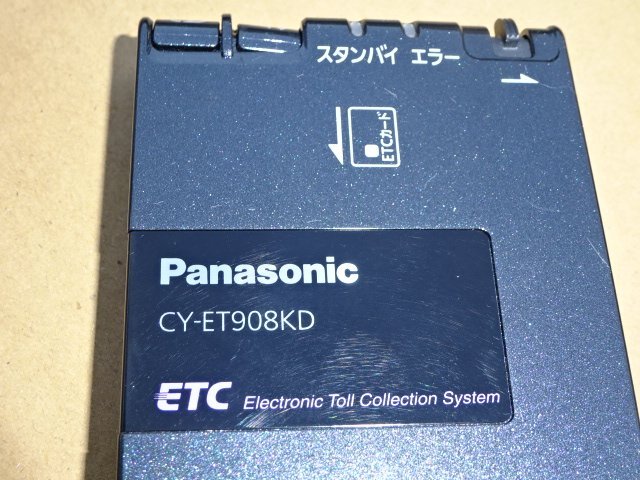 スタンバイ エラー
ETCカード
Panasonic
CY-ET908KD
ETC Electronic Toll Collection System